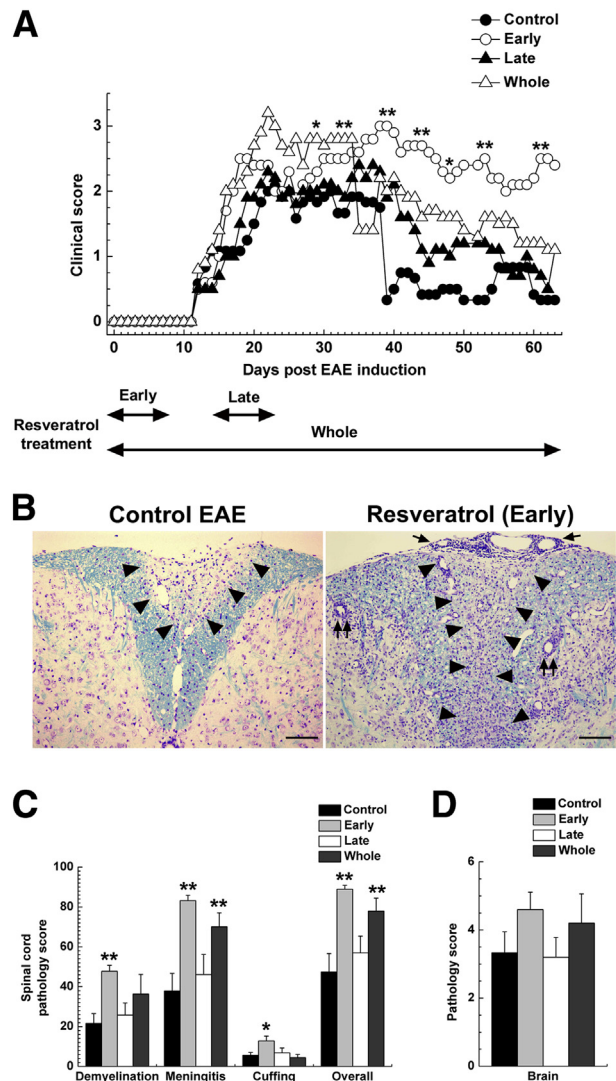 A
Control
Early
Late
Whole
Clinical score
3
2
1
0
* ** ** ** * ** **
0 10 20 30 40 50 60
Days post EAE induction
Early
Late
Resveratrol
treatment
Whole
B
Control EAE
Resveratrol (Early)
C
Control
Early
Late
Whole
Spinal cord
pathology score
100
80
60
40
20
0
**
** **
*
** **
Demyelination Meningitis Cuffing Overall
D
Control
Early
Late
Whole
Pathology score
6
4
2
0
Brain